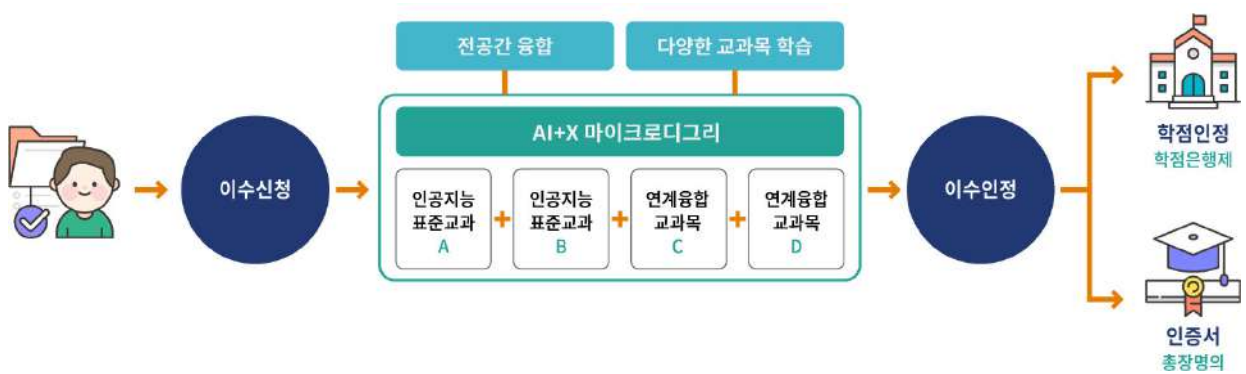 전공간 융합
다양한 교과목 학습
AI+X 마이크로디그리
이수신청
인공지능
표준교과
A
+
인공지능
표준교과
B
+
연계융합
교과목
C
+
연계융합
교과목
D
이수인정
학점인정
학점은행제
인증서
총장명의